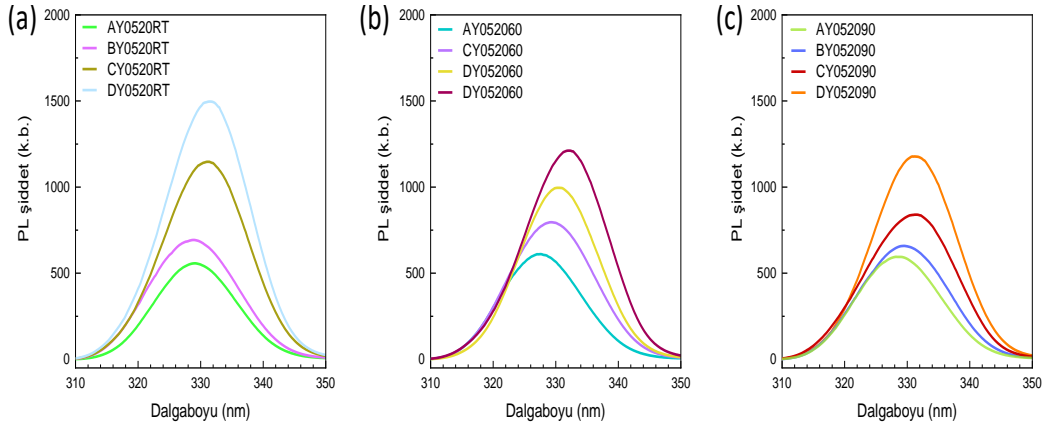 (a)
2000
1500
1000
500
0
PL şiddet (k.b.)
AY0520RT
BY0520RT
CY0520RT
DY0520RT
310 320 330 340 350
Dalgaboyu (nm)
(b)
2000
1500
1000
500
0
PL şiddet (k.b.)
AY052060
CY052060
DY052060
DY052060
310 320 330 340 350
Dalgaboyu (nm)
(c)
2000
1500
1000
500
0
PL şiddet (k.b.)
AY052090
BY052090
CY052090
DY052090
310 320 330 340 350
Dalgaboyu (nm)